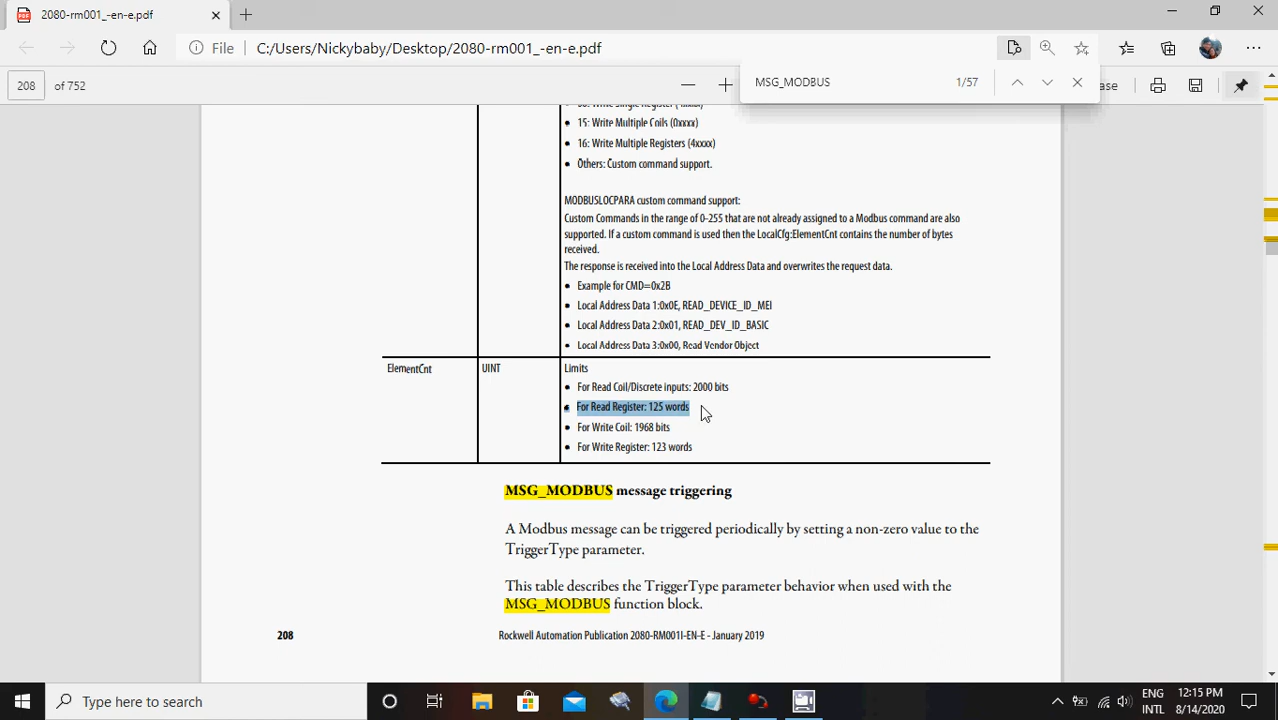 2080-rm001_-en-e.pdf
File
C:/Users/Nickybaby/Desktop/2080-rm001_-en-e.pdf
208 of 752
MSG_MODBUS 1/57
• 15: Write Multiple Coils (0xxxx)
• 16: Write Multiple Registers (4xxxx)
• Others: Custom command support.
MODBUSLOCPARA custom command support:
Custom Commands in the range of 0-255 that are not already assigned to a Modbus command are also
supported. If a custom command is used then the LocalCfg:ElementCnt contains the number of bytes
received.
The response is received into the Local Address Data and overwrites the request data.
• Example for CMD=0x2B
• Local Address Data 1:0x0E, READ_DEVICE_ID_MEI
• Local Address Data 2:0x01, READ_DEV_ID_BASIC
• Local Address Data 3:0x00, Read Vendor Object
ElementCnt UINT Limits
• For Read Coil/Discrete inputs: 2000 bits
• For Read Register: 125 words
• For Write Coil: 1968 bits
• For Write Register: 123 words
MSG_MODBUS message triggering
A Modbus message can be triggered periodically by setting a non-zero value to the
TriggerType parameter.
This table describes the TriggerType parameter behavior when used with the
MSG_MODBUS function block.
208 Rockwell Automation Publication 2080-RM001I-EN-E - January 2019
Type here to search
ENG 12:15 PM
INTL 8/14/2020